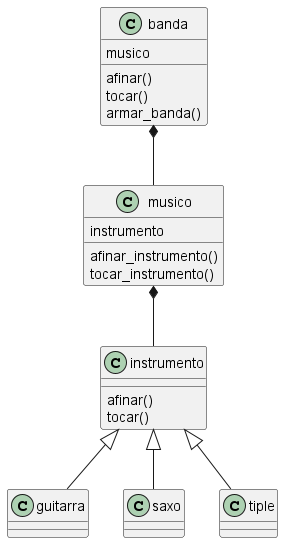 C banda
musico
afinar()
tocar()
armar_banda()
C musico
instrumento
afinar_instrumento()
tocar_instrumento()
C instrumento
afinar()
tocar()
C guitarra
C saxo
C tiple